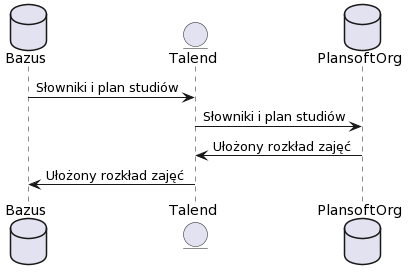 Bazus Talend PlansoftOrg
Słowniki i plan studiów
Słowniki i plan studiów
Ułożony rozkład zajęć
Ułożony rozkład zajęć
Bazus Talend PlansoftOrg